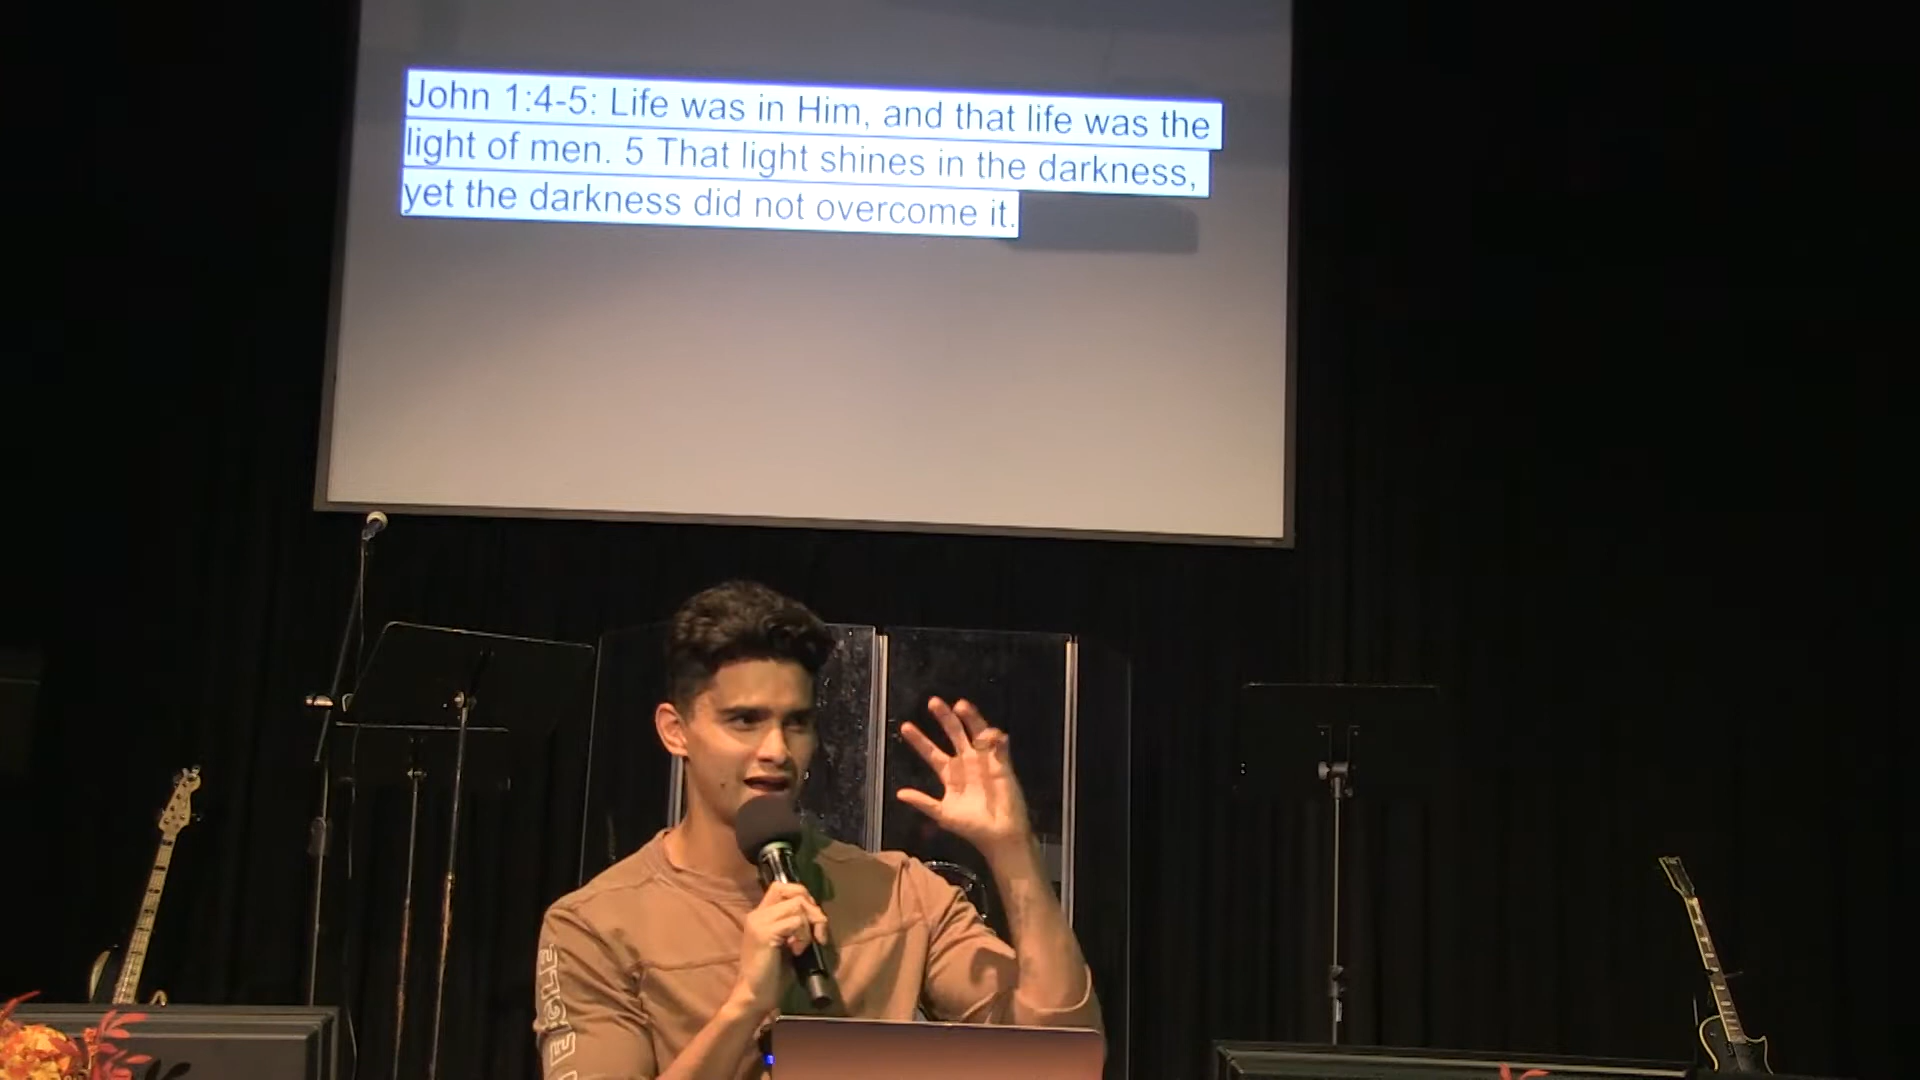 John 1:4-5: Life was in Him, and that life was the
light of men. 5 That light shines in the darkness,
yet the darkness did not overcome it.